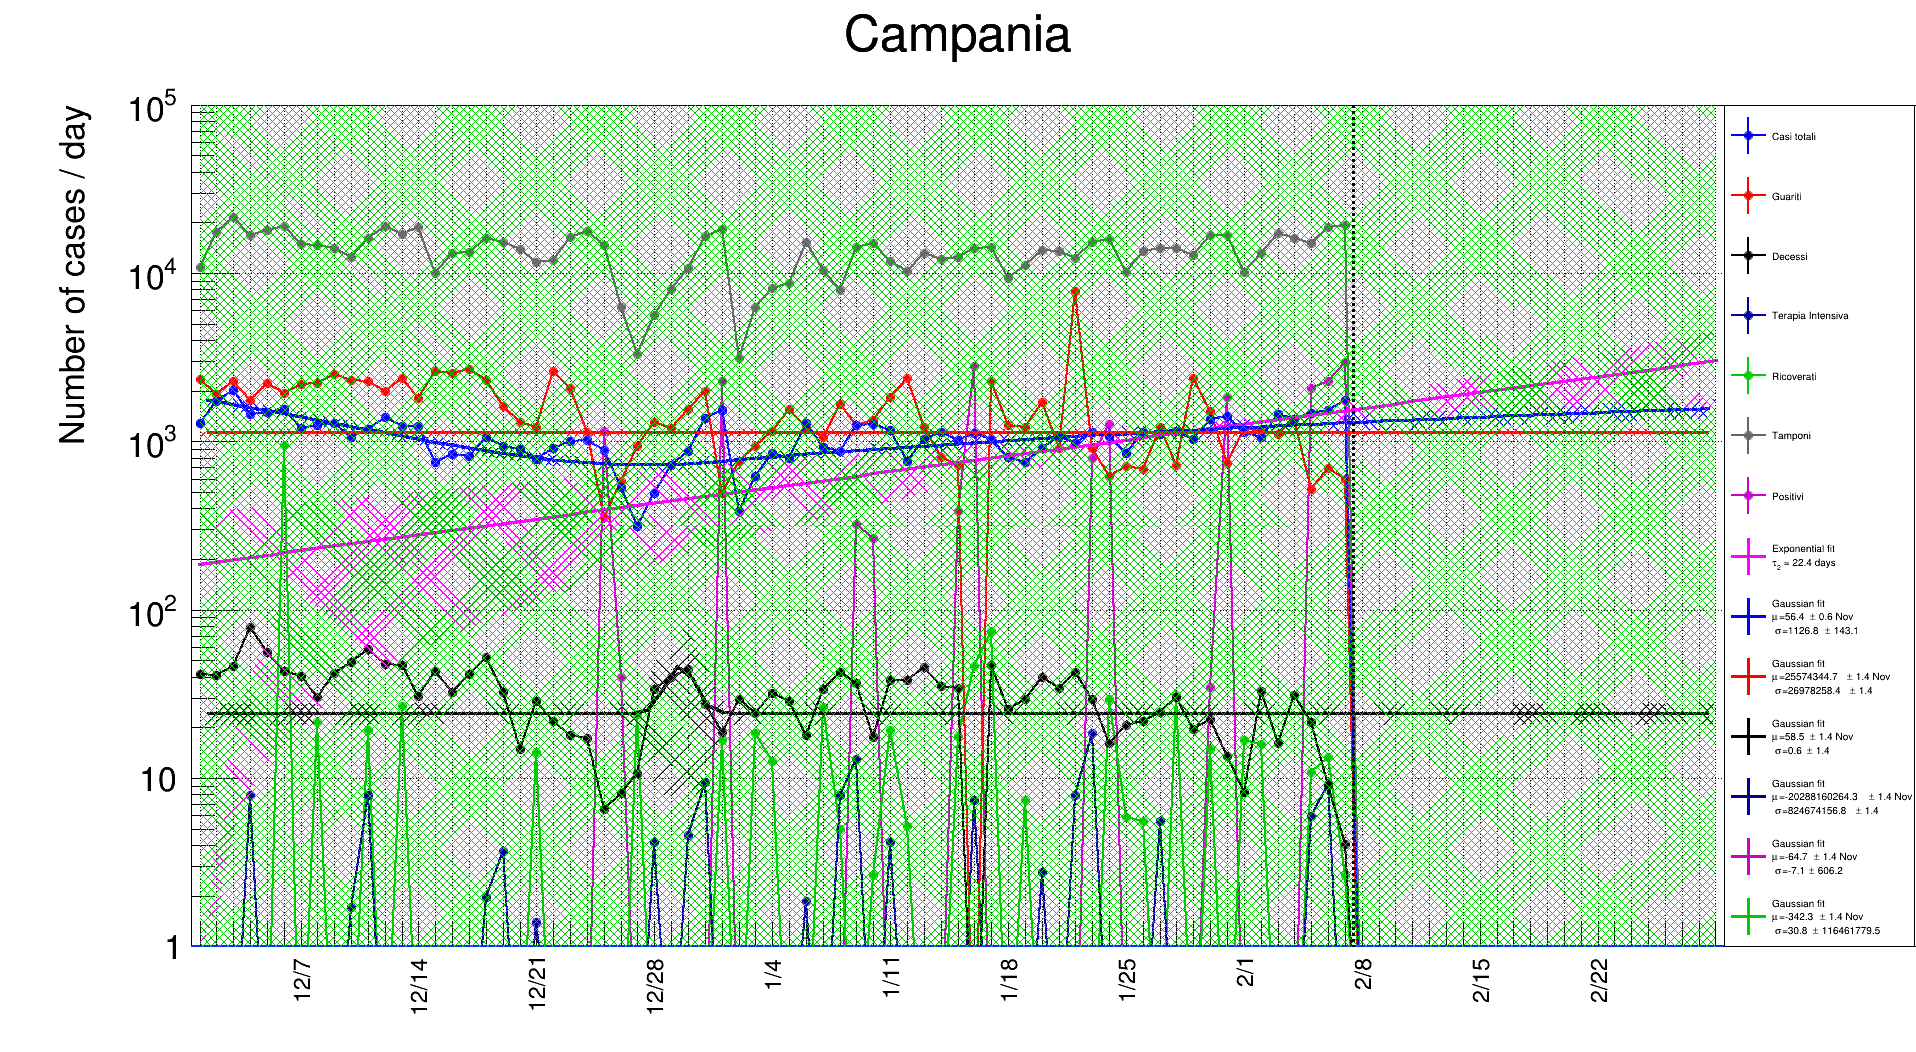 Campania
Number of cases / day
10^5
10^4
10^3
10^2
10
1
12/7
12/14
12/21
12/28
1/4
1/11
1/18
1/25
2/1
2/8
2/15
2/22
Casi totali
Guariti
Decessi
Terapia Intensiva
Ricoverati
Tamponi
Positivi
Exponential fit
τ_2 = 22.4 days
Gaussian fit
μ=56.4 ± 0.6 Nov
σ=1126.8 ± 143.1
Gaussian fit
μ=25574344.7 ± 1.4 Nov
σ=26978258.4 ± 1.4
Gaussian fit
μ=58.5 ± 1.4 Nov
σ=0.6 ± 1.4
Gaussian fit
μ=-20288160264.3 ± 1.4 Nov
σ=824674156.8 ± 1.4
Gaussian fit
μ=-64.7 ± 1.4 Nov
σ=-7.1 ± 606.2
Gaussian fit
μ=-342.3 ± 1.4 Nov
σ=30.8 ± 116461779.5